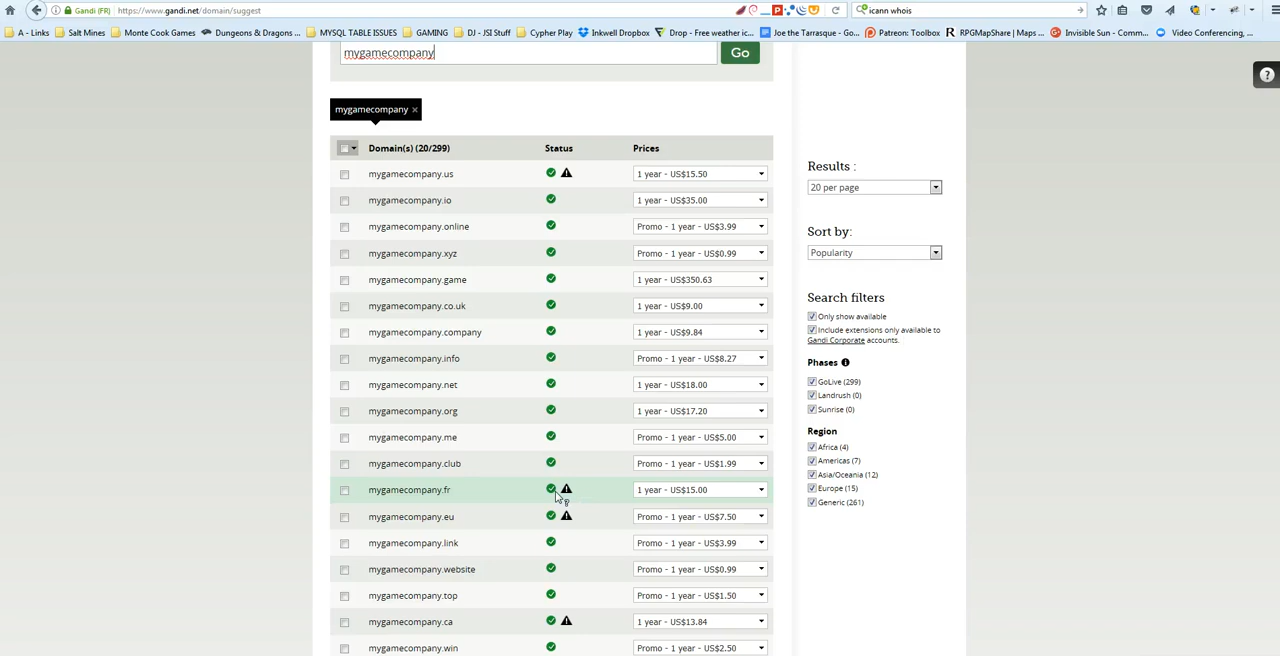 Gandi (FR) https://www.gandi.net/domain/suggest icann whois
A - Links Salt Mines Monte Cook Games Dungeons & Dragons ... MYSQL TABLE ISSUES GAMING DJ - JSI Stuff Cypher Play Inkwell Dropbox Drop - Free weather ic... Joe the Tarrasque - Go... Patreon: Toolbox RPGMapShare | Maps ... Invisible Sun - Comm... Video Conferencing, ...
mygamecompany Go
?
mygamecompany ×
Domain(s) (20/299) Status Prices
mygamecompany.us 1 year - US$15.50
mygamecompany.io 1 year - US$35.00
mygamecompany.online Promo - 1 year - US$3.99
mygamecompany.xyz Promo - 1 year - US$0.99
mygamecompany.game 1 year - US$350.63
mygamecompany.co.uk 1 year - US$9.00
mygamecompany.company 1 year - US$9.84
mygamecompany.info Promo - 1 year - US$8.27
mygamecompany.net 1 year - US$18.00
mygamecompany.org 1 year - US$17.20
mygamecompany.me Promo - 1 year - US$5.00
mygamecompany.club Promo - 1 year - US$1.99
mygamecompany.fr 1 year - US$15.00
mygamecompany.eu Promo - 1 year - US$7.50
mygamecompany.link Promo - 1 year - US$3.99
mygamecompany.website Promo - 1 year - US$0.99
mygamecompany.top Promo - 1 year - US$1.50
mygamecompany.ca 1 year - US$13.84
mygamecompany.win Promo - 1 year - US$2.50
Results :
20 per page
Sort by:
Popularity
Search filters
Only show available
Include extensions only available to
Gandi Corporate accounts.
Phases
GoLive (299)
Landrush (0)
Sunrise (0)
Region
Africa (4)
Americas (7)
Asia/Oceania (12)
Europe (15)
Generic (261)